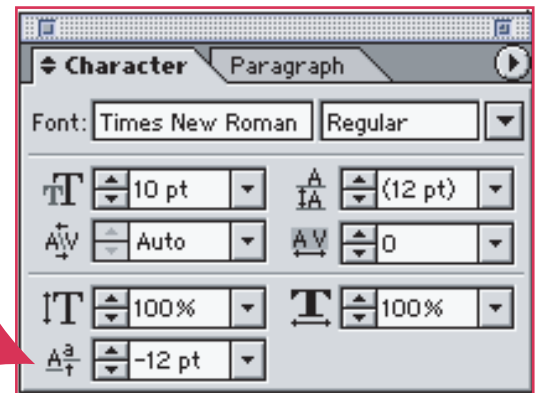 Character Paragraph
Font: Times New Roman Regular
T T 10 pt A A (12 pt)
A V Auto A V 0
T 100% T 100%
A a t -12 pt